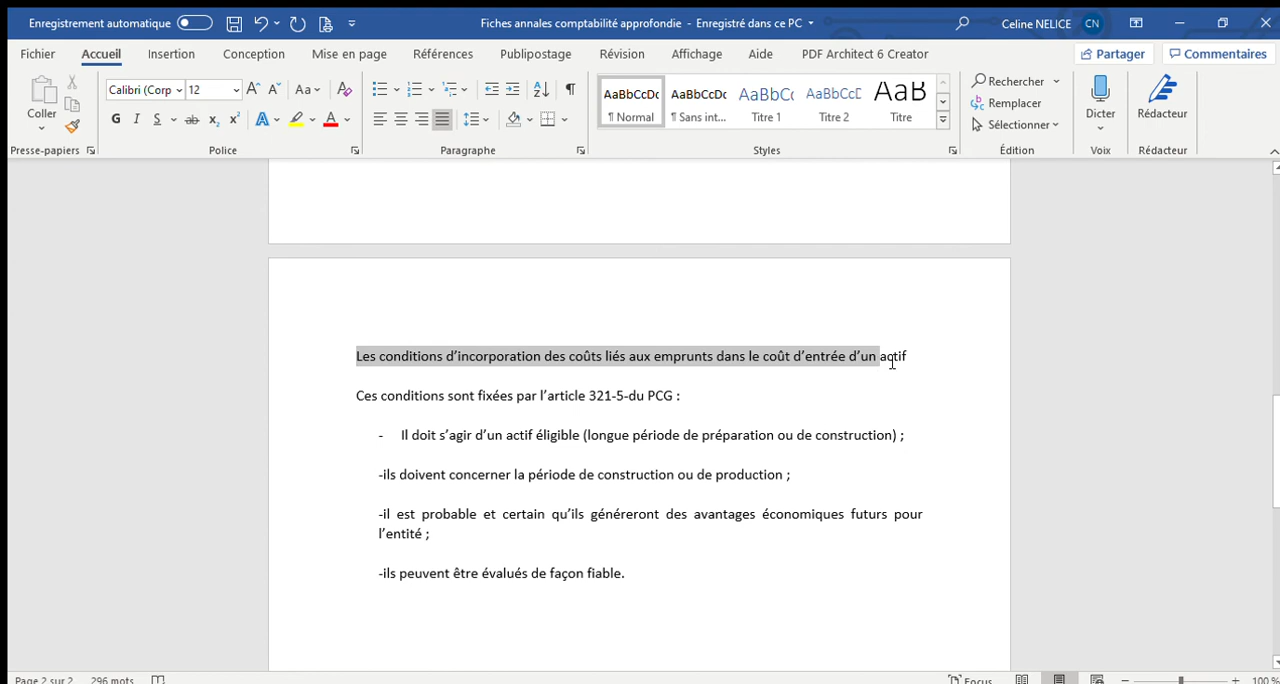 Enregistrement automatique
Fiches annales comptabilité approfondie - Enregistré dans ce PC
Celine NELICE CN
Fichier Accueil Insertion Conception Mise en page Références Publipostage Révision Affichage Aide PDF Architect 6 Creator Partager Commentaires
Coller
Calibri (Corp 12
G I S ab x₂ x² A A
Aa
AaBbCcDc AaBbCcDc AaBbCc AaBbCcD AaB
¶ Normal ¶ Sans int... Titre 1 Titre 2 Titre
Rechercher
Remplacer
Sélectionner
Dicter
Rédacteur
Presse-papiers Police Paragraphe Styles Édition Voix Rédacteur
Les conditions d’incorporation des coûts liés aux emprunts dans le coût d’entrée d’un actif
Ces conditions sont fixées par l’article 321-5-du PCG :
- Il doit s’agir d’un actif éligible (longue période de préparation ou de construction) ;
-ils doivent concerner la période de construction ou de production ;
-il est probable et certain qu’ils généreront des avantages économiques futurs pour
l’entité ;
-ils peuvent être évalués de façon fiable.
Page 2 sur 2 296 mots Focus 100 %